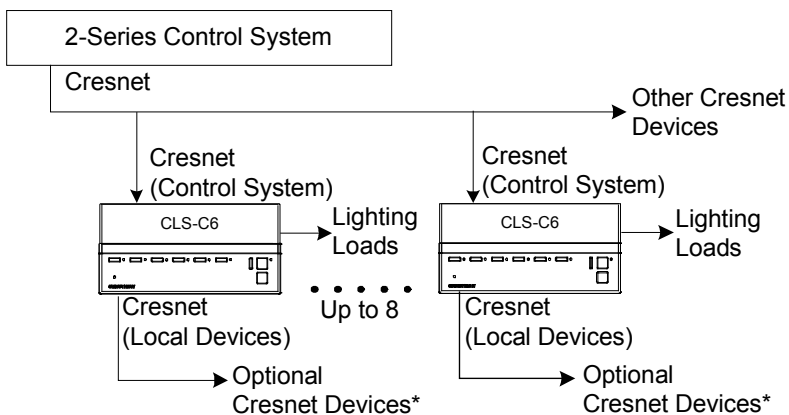 2-Series Control System
Cresnet
Other Cresnet
Devices
Cresnet
(Control System)
Cresnet
(Control System)
CLS-C6
Lighting
Loads
CLS-C6
Lighting
Loads
Up to 8
Cresnet
(Local Devices)
Cresnet
(Local Devices)
Optional
Cresnet Devices*
Optional
Cresnet Devices*